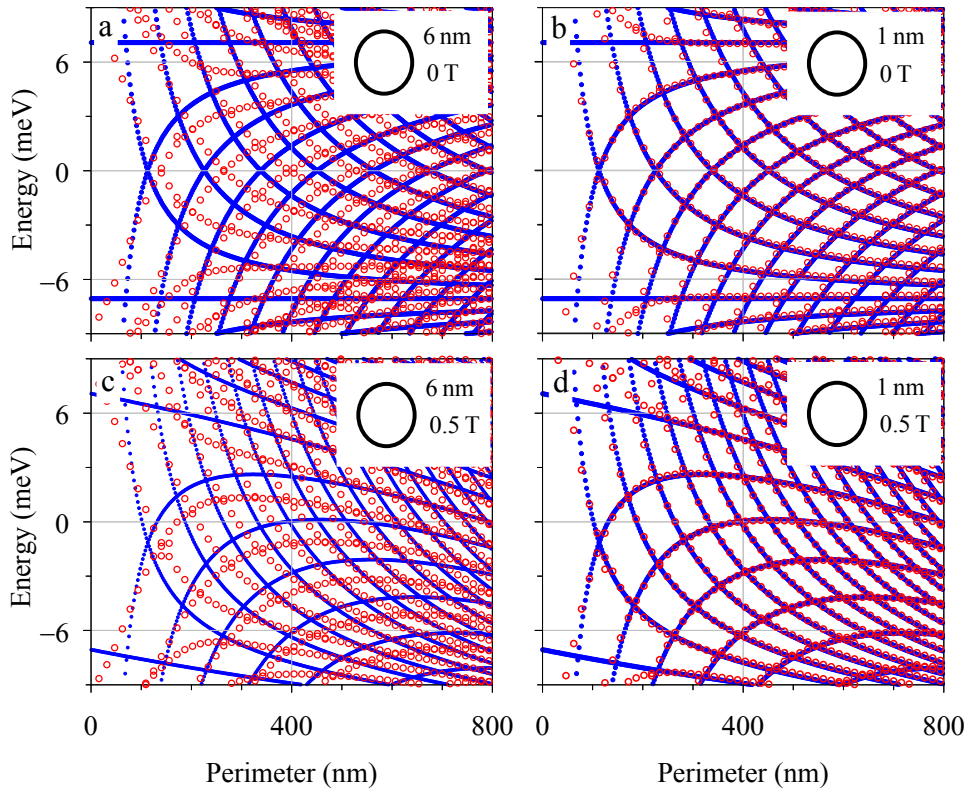 a
6 nm
0 T
b
1 nm
0 T
6
0
−6
Energy (meV)
c
6 nm
0.5 T
d
1 nm
0.5 T
6
0
−6
Energy (meV)
0 400 800
0 400 800
Perimeter (nm)
Perimeter (nm)